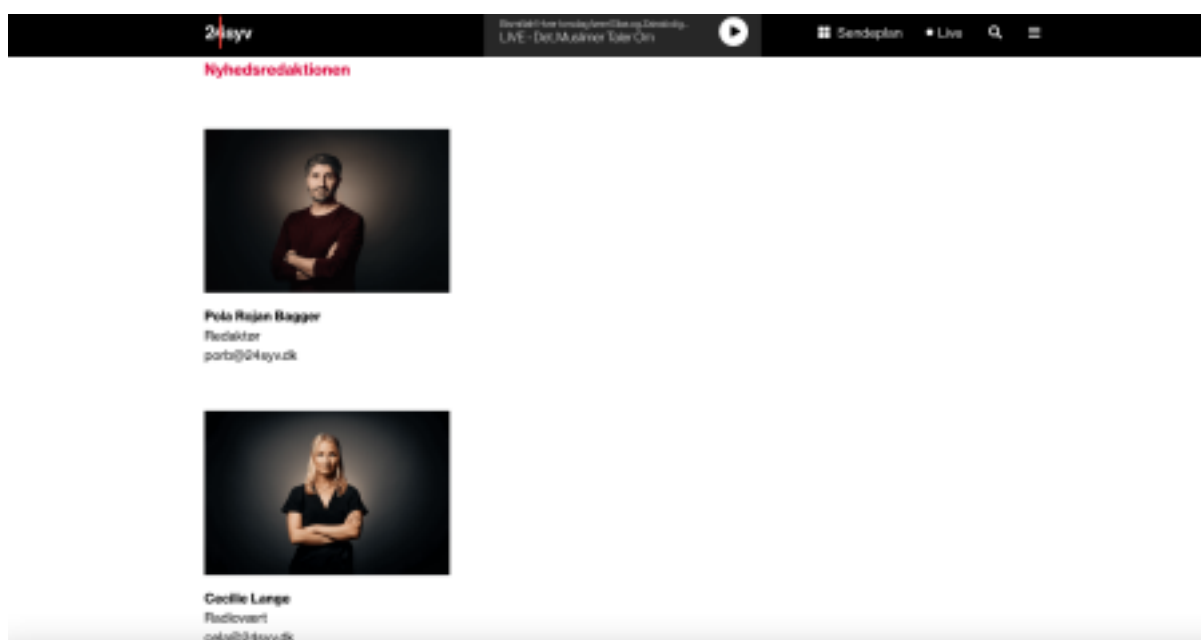 24syv
LIVE - Det, Muslimer Taler Om
Sendeplan
Live
Nyhedsredaktionen
Pola Rojan Bagger
Redaktør
porb@24syv.dk
Cecilie Lange
Radiovært